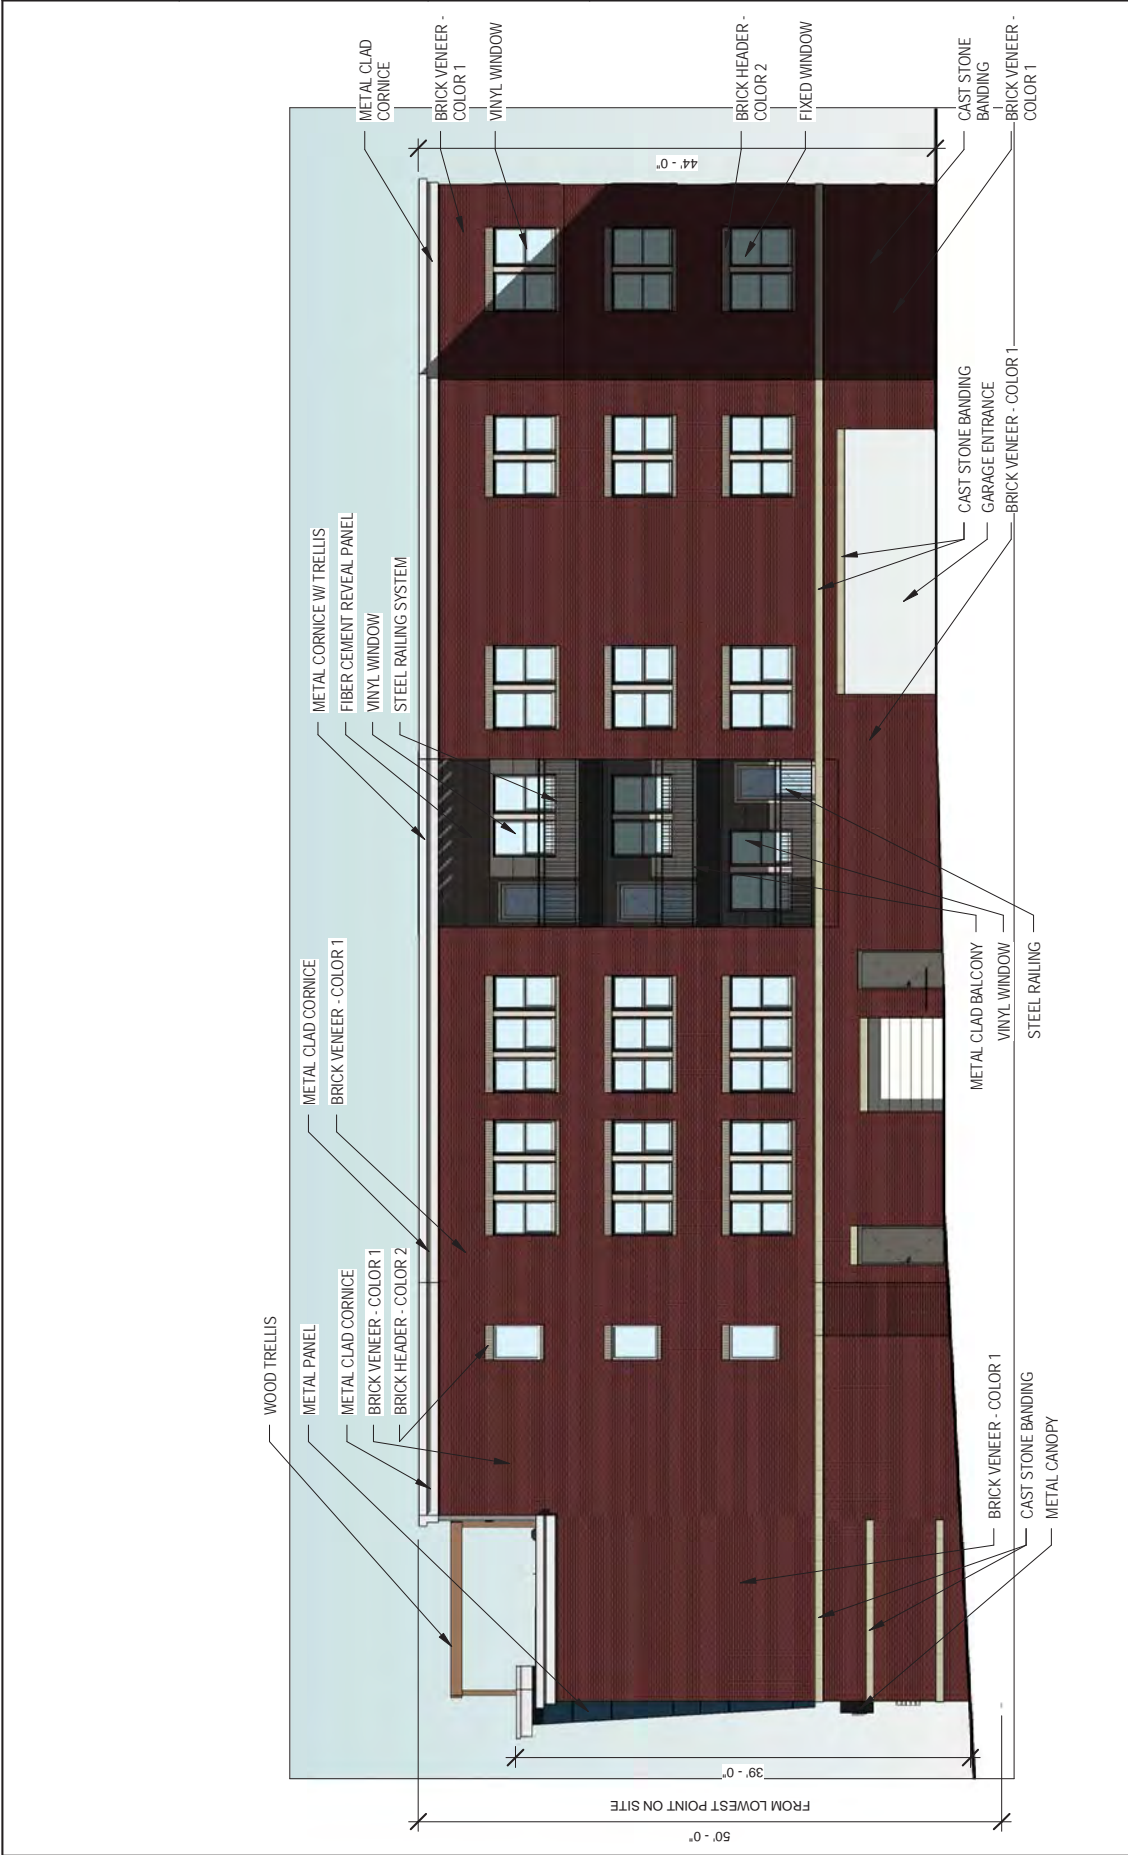 WOOD TRELLIS
METAL PANEL
METAL CLAD CORNICE
BRICK VENEER - COLOR 1
BRICK HEADER - COLOR 2
METAL CLAD CORNICE
BRICK VENEER - COLOR 1
METAL CORNICE W/ TRELLIS
FIBER CEMENT REVEAL PANEL
VINYL WINDOW
STEEL RAILING SYSTEM
METAL CLAD
CORNICE
BRICK VENEER -
COLOR 1
VINYL WINDOW
BRICK HEADER -
COLOR 2
FIXED WINDOW
CAST STONE
BANDING
BRICK VENEER -
COLOR 1
44' - 0"
50' - 0"
FROM LOWEST POINT ON SITE
39' - 0"
BRICK VENEER - COLOR 1
CAST STONE BANDING
METAL CANOPY
METAL CLAD BALCONY
VINYL WINDOW
STEEL RAILING
CAST STONE BANDING
GARAGE ENTRANCE
BRICK VENEER - COLOR 1